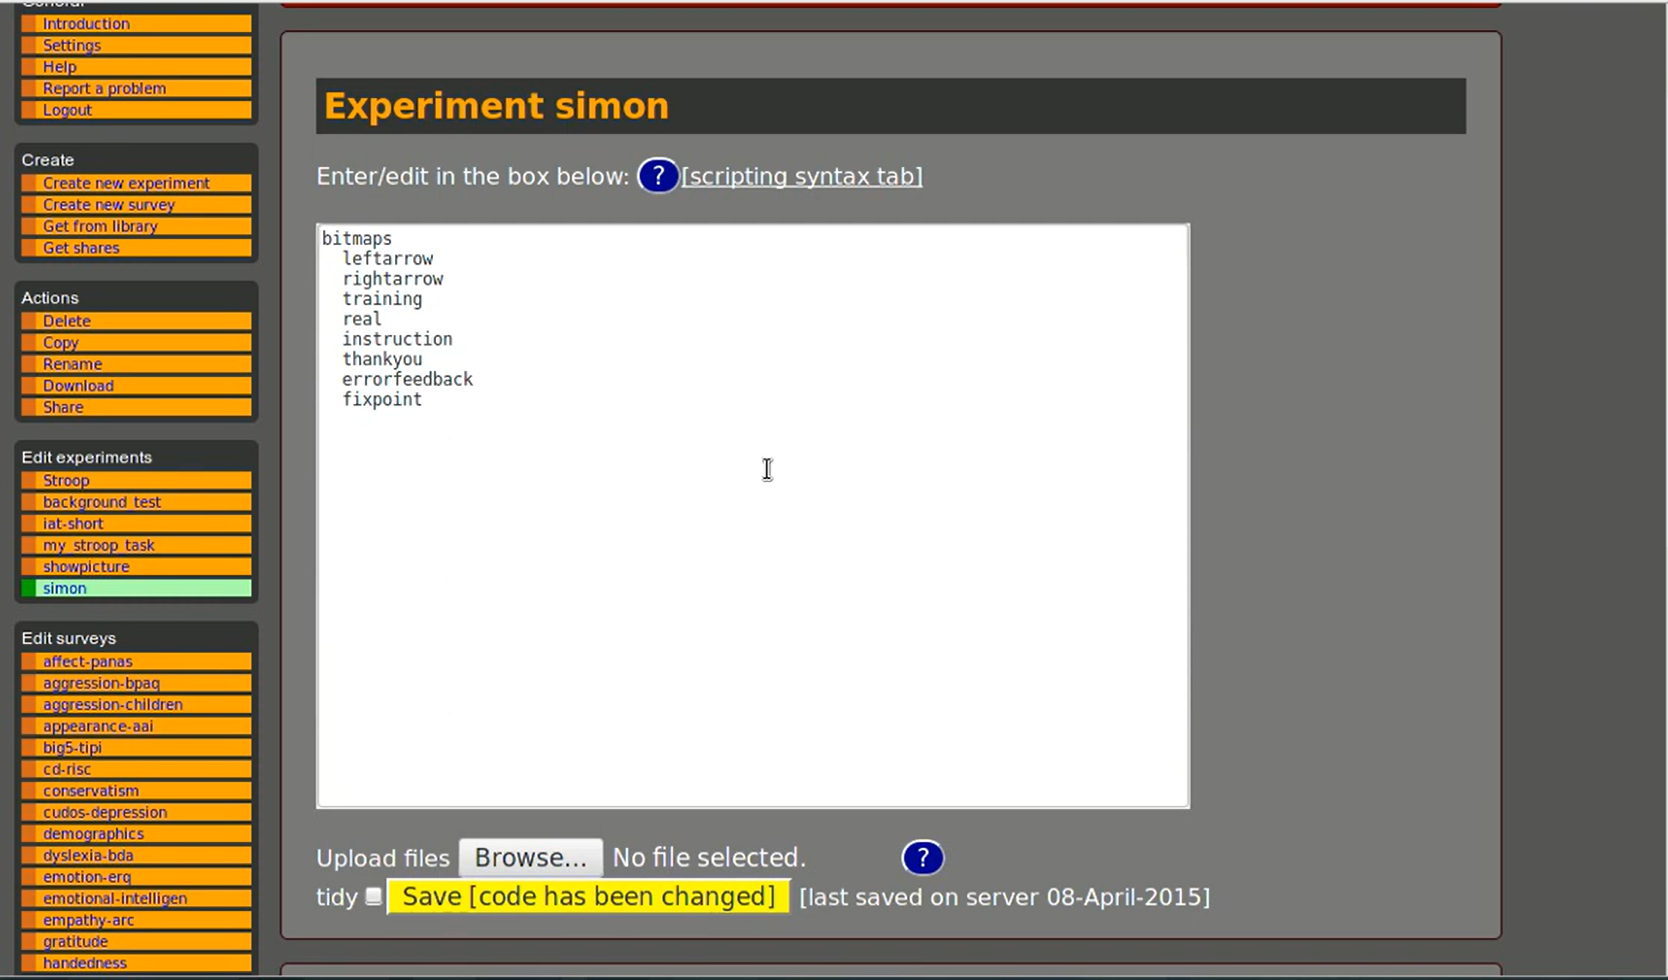 General
Introduction
Settings
Help
Report a problem
Logout
Create
Create new experiment
Create new survey
Get from library
Get shares
Actions
Delete
Copy
Rename
Download
Share
Edit experiments
Stroop
background_test
iat-short
my_stroop_task
showpicture
simon
Edit surveys
affect-panas
aggression-bpaq
aggression-children
appearance-aai
big5-tipi
cd-risc
conservatism
cudos-depression
demographics
dyslexia-bda
emotion-erq
emotional-intelligen
empathy-arc
gratitude
handedness
Experiment simon
Enter/edit in the box below: ? [scripting syntax tab]
bitmaps
leftarrow
rightarrow
training
real
instruction
thankyou
errorfeedback
fixpoint
Upload files Browse... No file selected. ?
tidy Save [code has been changed] [last saved on server 08-April-2015]